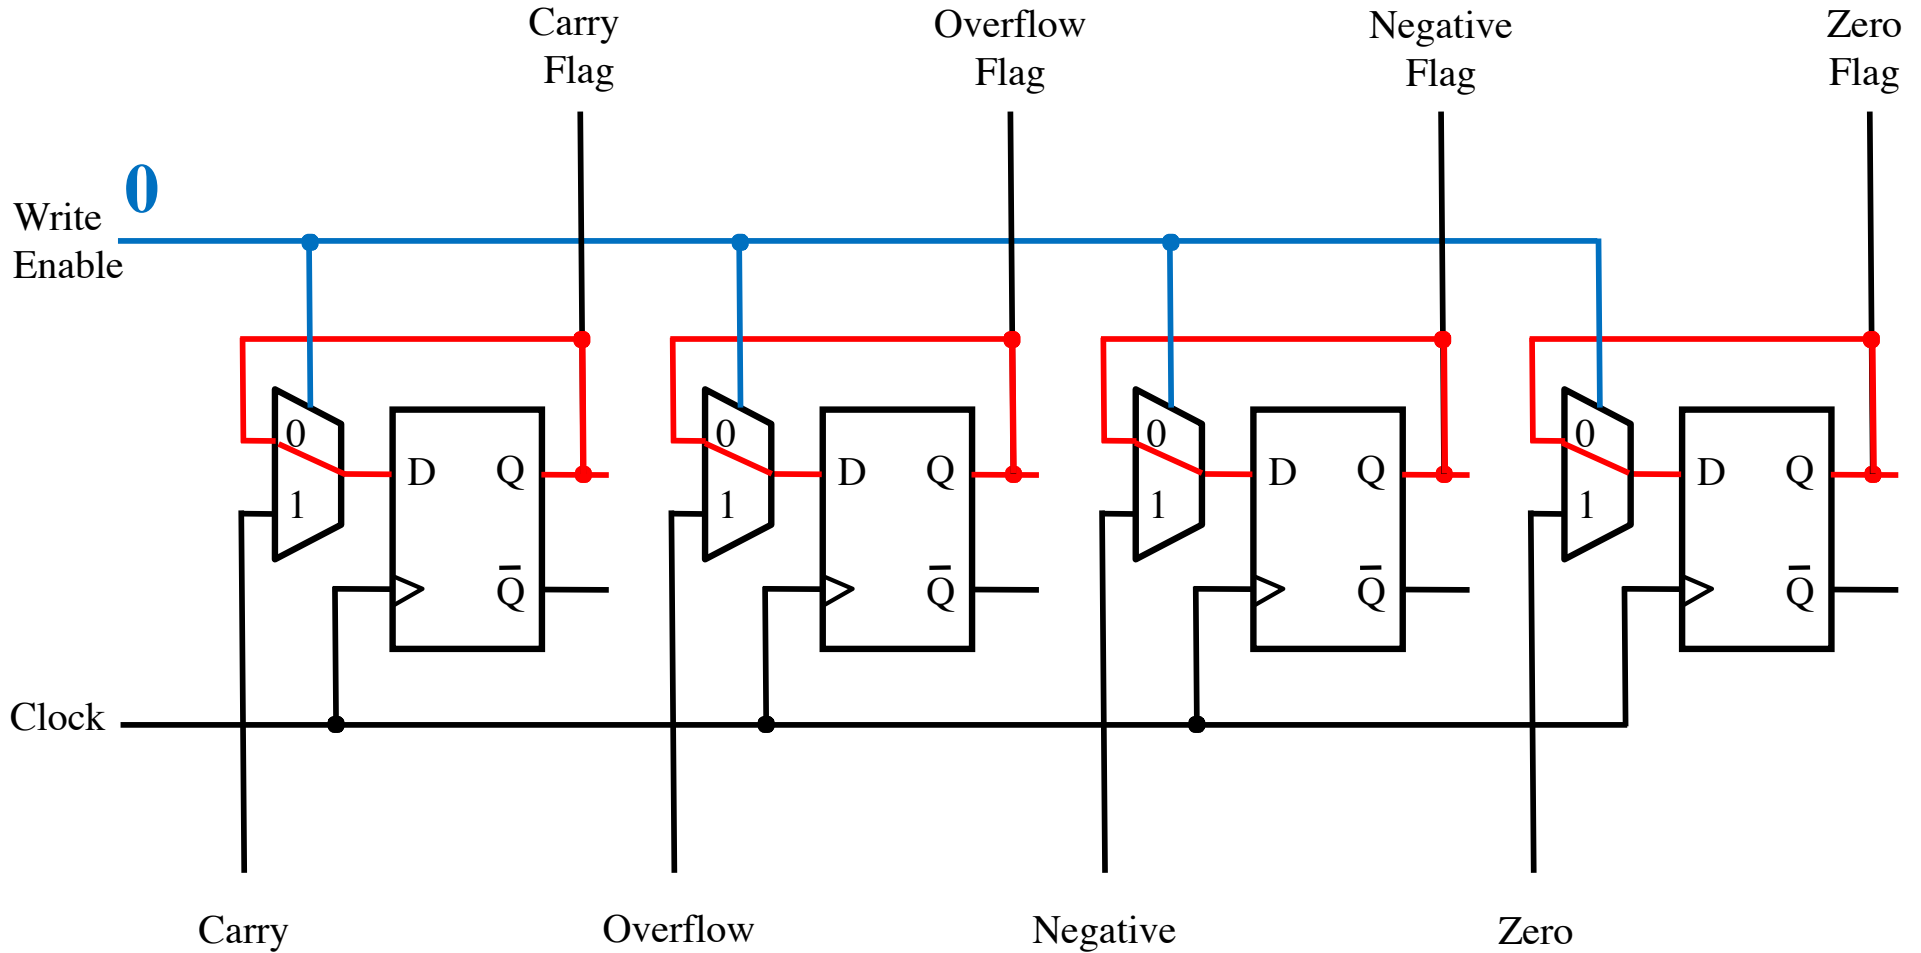 Carry
Flag
Overflow
Flag
Negative
Flag
Zero
Flag
0
Write
Enable
0
1
D
Q
Q̅
0
1
D
Q
Q̅
0
1
D
Q
Q̅
0
1
D
Q
Q̅
Clock
Carry
Overflow
Negative
Zero